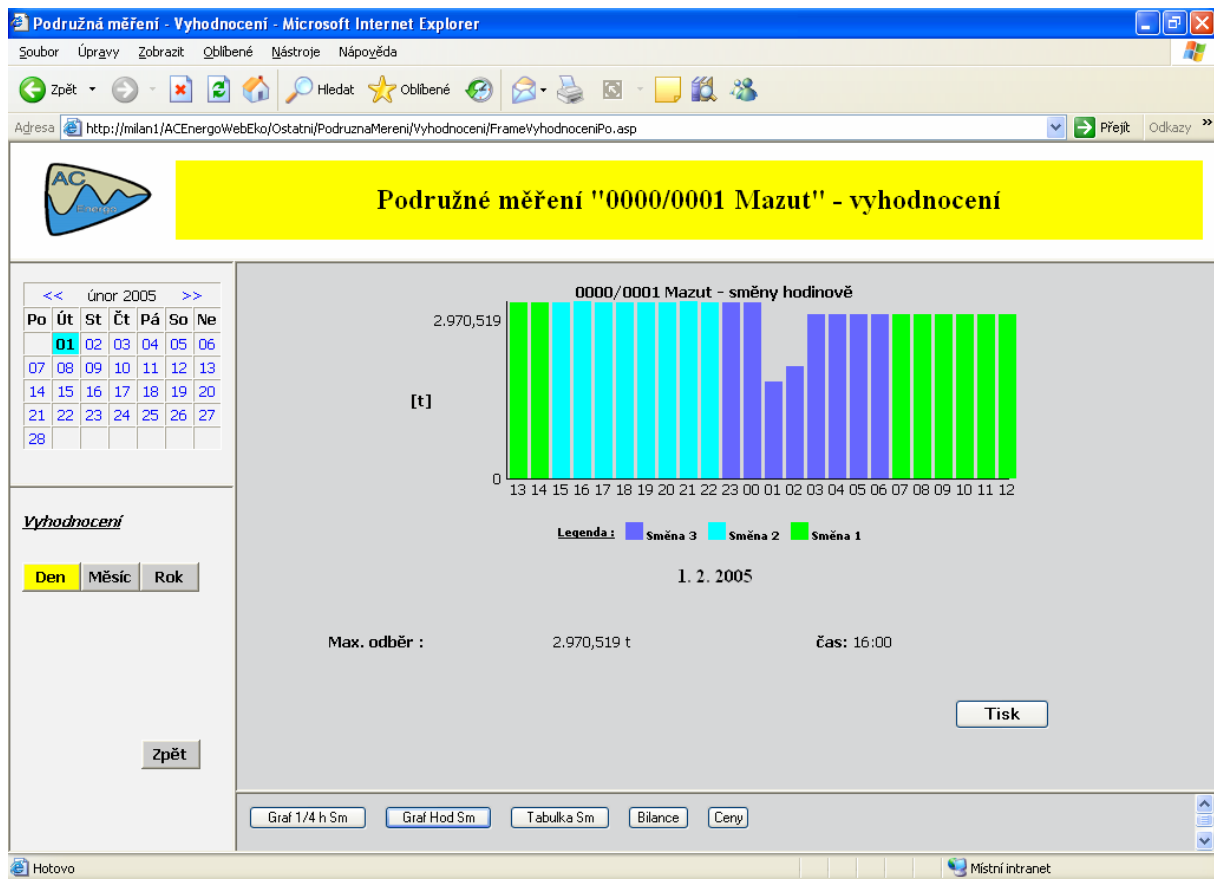 Podružná měření - Vyhodnocení - Microsoft Internet Explorer
Soubor Úpravy Zobrazit Oblíbené Nástroje Nápověda
Zpět Hledat Oblíbené
Adresa http://milan1/ACEnergoWebEko/Ostatni/PodruznaMereni/Vyhodnoceni/FrameVyhodnoceniPo.asp Přejít Odkazy »
AC
Energo
Podružné měření "0000/0001 Mazut" - vyhodnocení
<< únor 2005 >>
Po Út St Čt Pá So Ne
01 02 03 04 05 06
07 08 09 10 11 12 13
14 15 16 17 18 19 20
21 22 23 24 25 26 27
28
Vyhodnocení
Den Měsíc Rok
Zpět
0000/0001 Mazut - směny hodinově
2.970,519
[t]
0
13 14 15 16 17 18 19 20 21 22 23 00 01 02 03 04 05 06 07 08 09 10 11 12
Legenda : Směna 3 Směna 2 Směna 1
1. 2. 2005
Max. odběr : 2.970,519 t čas: 16:00
Tisk
Graf 1/4 h Sm Graf Hod Sm Tabulka Sm Bilance Ceny
Hotovo Místní intranet